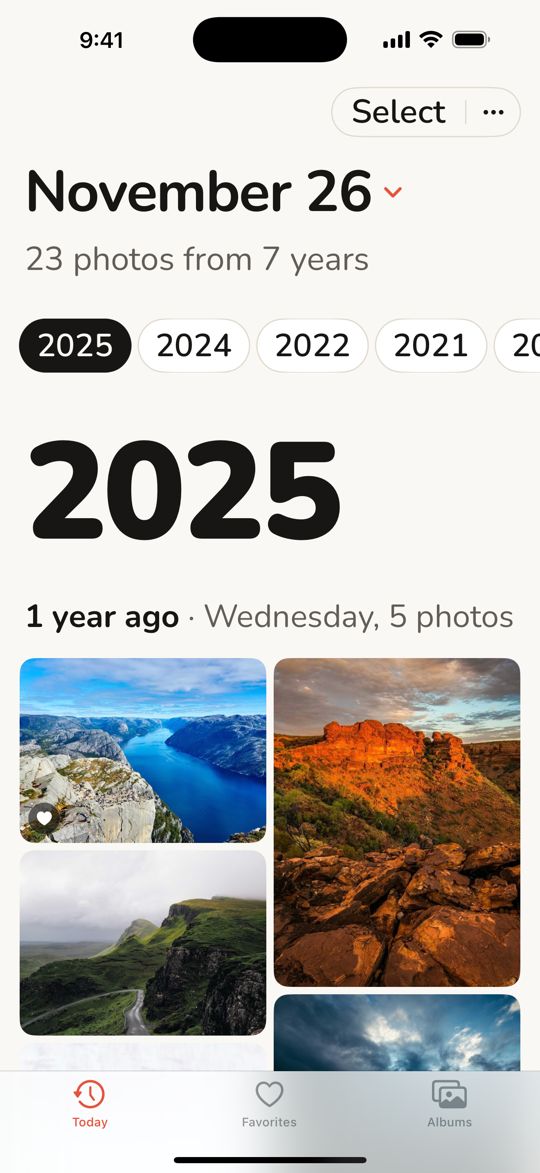 9:41
Select
November 26
23 photos from 7 years
2025 2024 2022 2021
2025
1 year ago · Wednesday, 5 photos
Today Favorites Albums